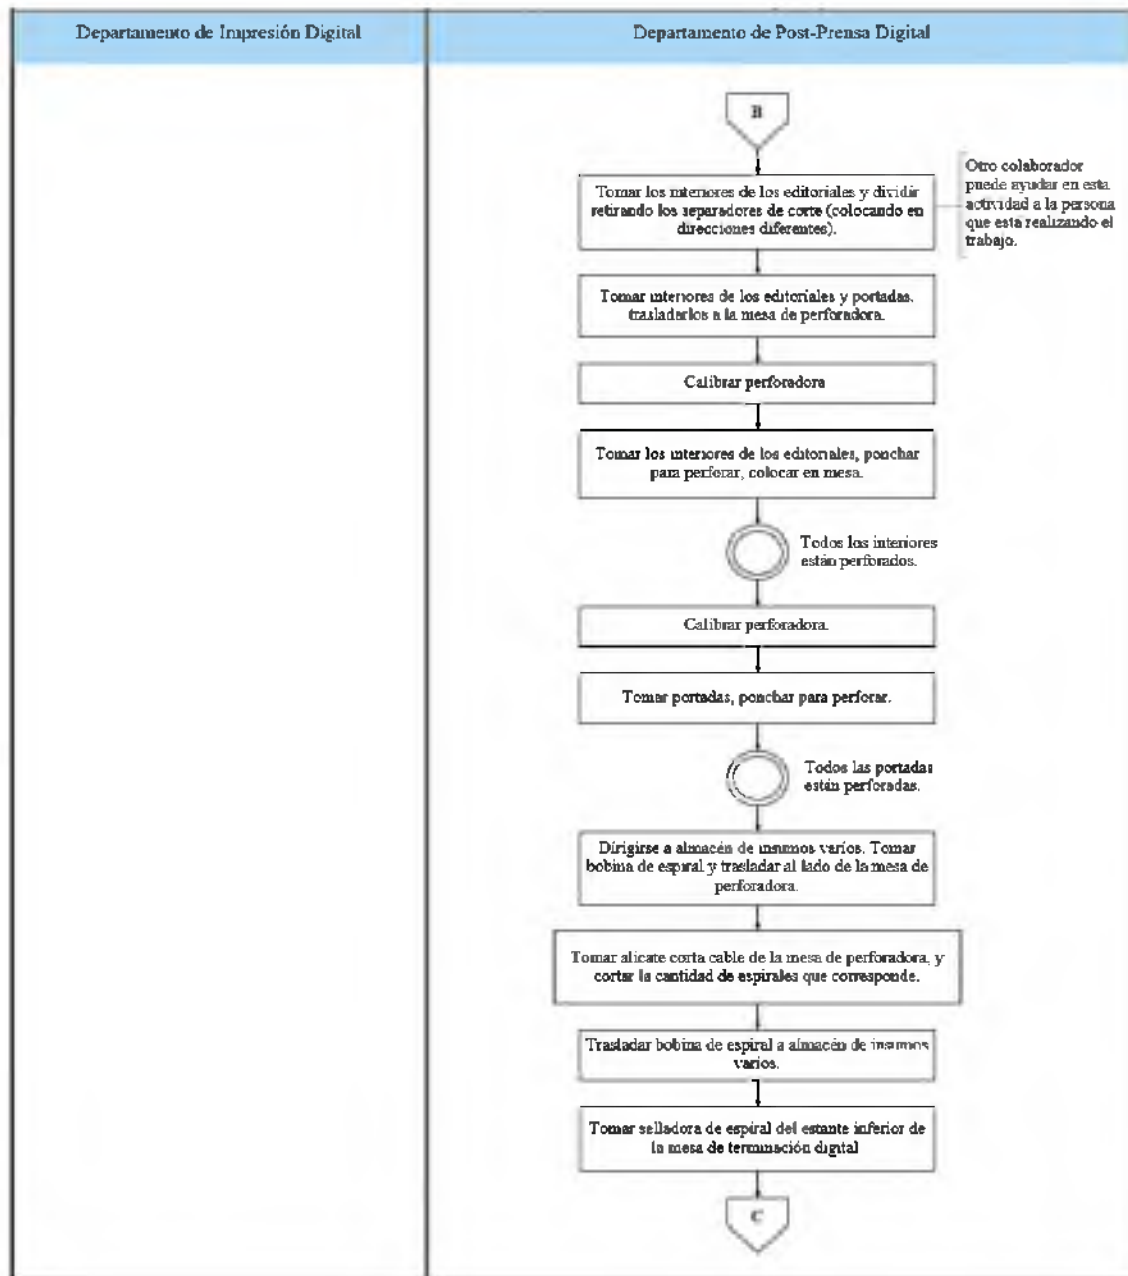 Departamento de Impresión Digital
Departamento de Post-Prensa Digital
B
Tomar los interiores de los editoriales y dividir
retirando los separadores de corte (colocando en
direcciones diferentes).
Otro colaborador
puede ayudar en esta
actividad a la persona
que esta realizando el
trabajo.
Tomar interiores de los editoriales y portadas,
trasladarlos a la mesa de perforadora.
Calibrar perforadora
Tomar los interiores de los editoriales, ponchar
para perforar, colocar en mesa.
Todos los interiores
están perforados.
Calibrar perforadora.
Tomar portadas, ponchar para perforar.
Todos las portadas
están perforadas.
Dirigirse a almacén de insumos varios. Tomar
bobina de espiral y trasladar al lado de la mesa de
perforadora.
Tomar alicate corta cable de la mesa de perforadora, y
cortar la cantidad de espirales que corresponde.
Trasladar bobina de espiral a almacén de insumos
varios.
Tomar selladora de espiral del estante inferior de
la mesa de terminación digital
C